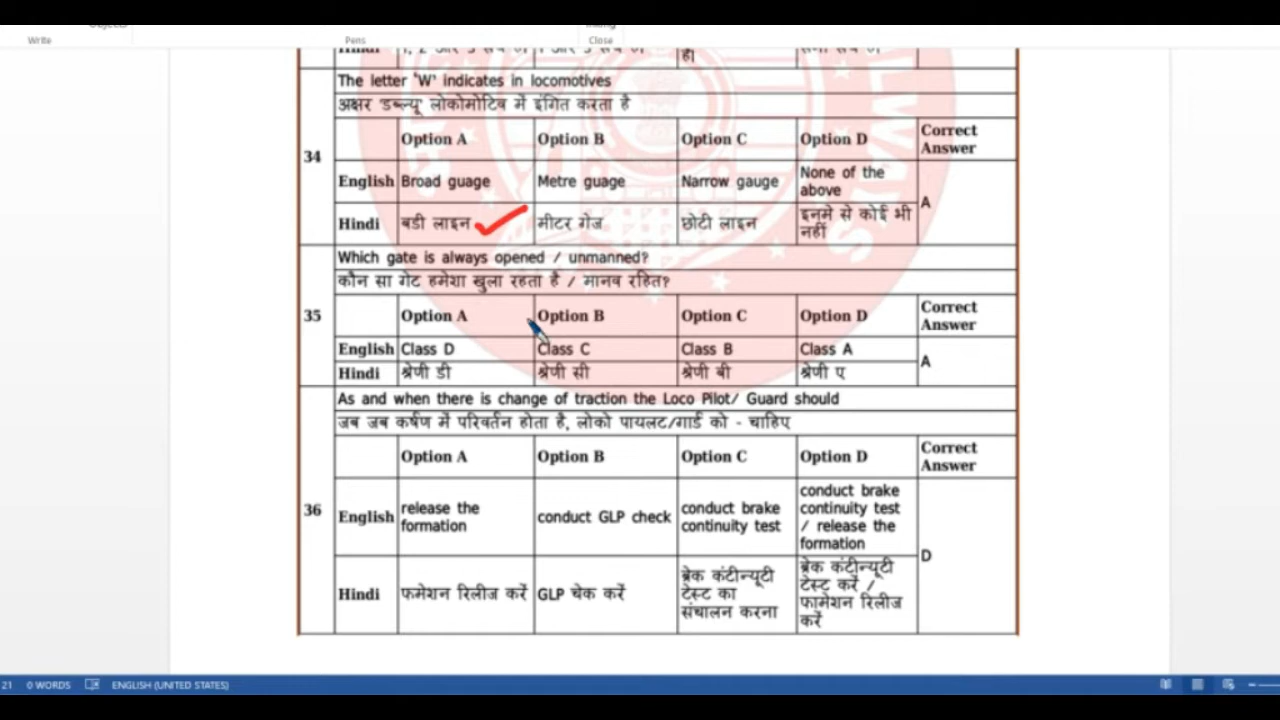 Write
Pens
Close
The letter 'W' indicates in locomotives
अक्षर 'डब्ल्यू' लोकोमोटिव में इंगित करता है
34
Option A
Option B
Option C
Option D
Correct Answer
English
Broad guage
Metre guage
Narrow gauge
None of the above
A
Hindi
बडी लाइन
मीटर गेज
छोटी लाइन
इनमे से कोई भी नहीं
Which gate is always opened / unmanned?
कौन सा गेट हमेशा खुला रहता है / मानव रहित?
35
Option A
Option B
Option C
Option D
Correct Answer
English
Class D
Class C
Class B
Class A
A
Hindi
श्रेणी डी
श्रेणी सी
श्रेणी बी
श्रेणी ए
As and when there is change of traction the Loco Pilot/ Guard should
जब जब कर्षण में परिवर्तन होता है, लोको पायलट/गार्ड को - चाहिए
36
Option A
Option B
Option C
Option D
Correct Answer
English
release the formation
conduct GLP check
conduct brake continuity test
conduct brake continuity test / release the formation
D
Hindi
फमेशन रिलीज करें
GLP चेक करें
ब्रेक कंटीन्यूटी टेस्ट का संचालन करना
ब्रेक कंटीन्यूटी टेस्ट करें / फामेशन रिलीज करें
21
0 WORDS
ENGLISH (UNITED STATES)